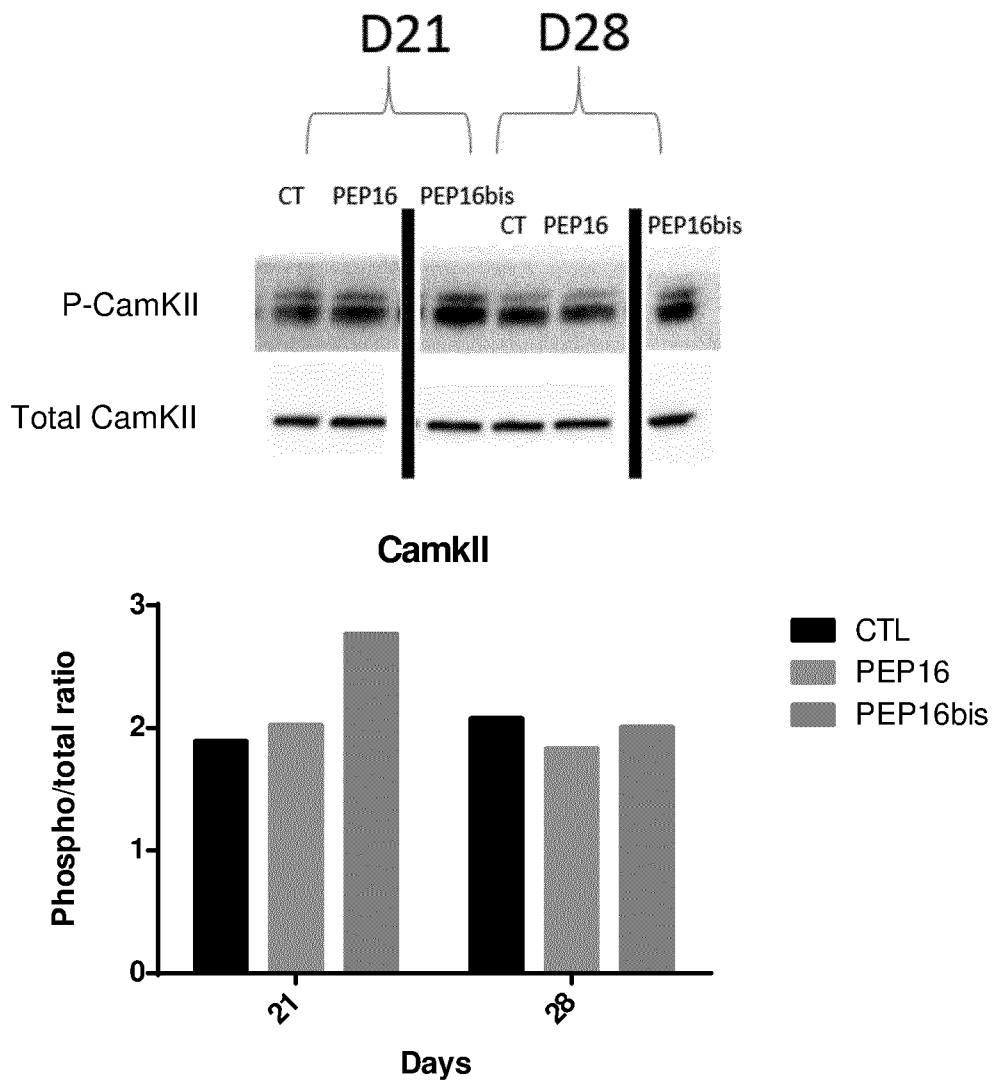 D21 D28
CT PEP16 PEP16bis CT PEP16 PEP16bis
P-CamKII
Total CamKII
CamkII
3
2
1
0
Phospho/total ratio
21 28
Days
CTL
PEP16
PEP16bis